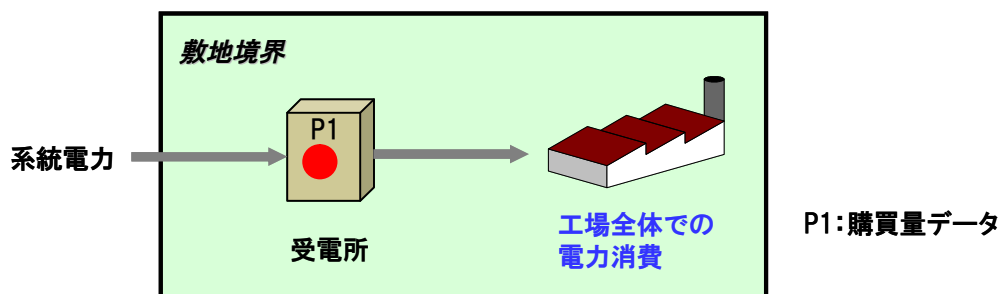 敷地境界
P1
系統電力
受電所
工場全体での
電力消費
P1:購買量データ